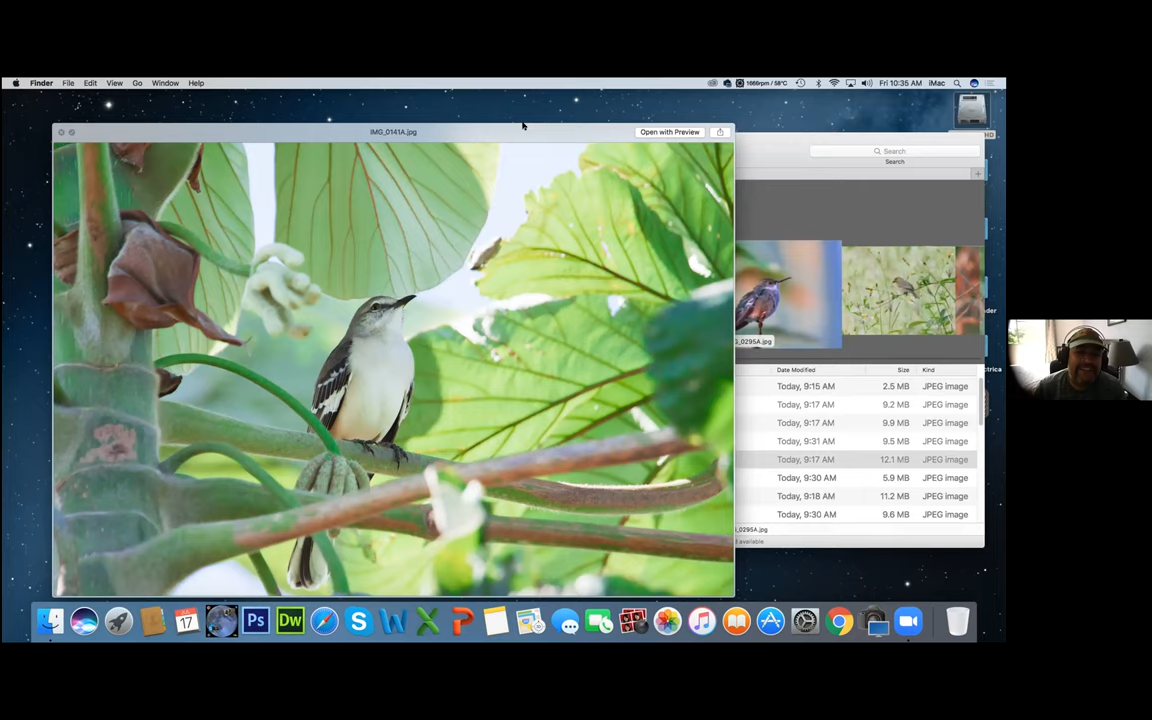 Finder File Edit View Go Window Help
1666rpm / 58°C Fri 10:35 AM iMac
IMG_0141A.jpg
Open with Preview
HD
Search
Search
_0295A.jpg
Date Modified Size Kind
Today, 9:15 AM 2.5 MB JPEG image
Today, 9:17 AM 9.2 MB JPEG image
Today, 9:17 AM 9.9 MB JPEG image
Today, 9:31 AM 9.5 MB JPEG image
Today, 9:17 AM 12.1 MB JPEG image
Today, 9:30 AM 5.9 MB JPEG image
Today, 9:18 AM 11.2 MB JPEG image
Today, 9:30 AM 9.6 MB JPEG image
_0295A.jpg
available
17
Ps
Dw